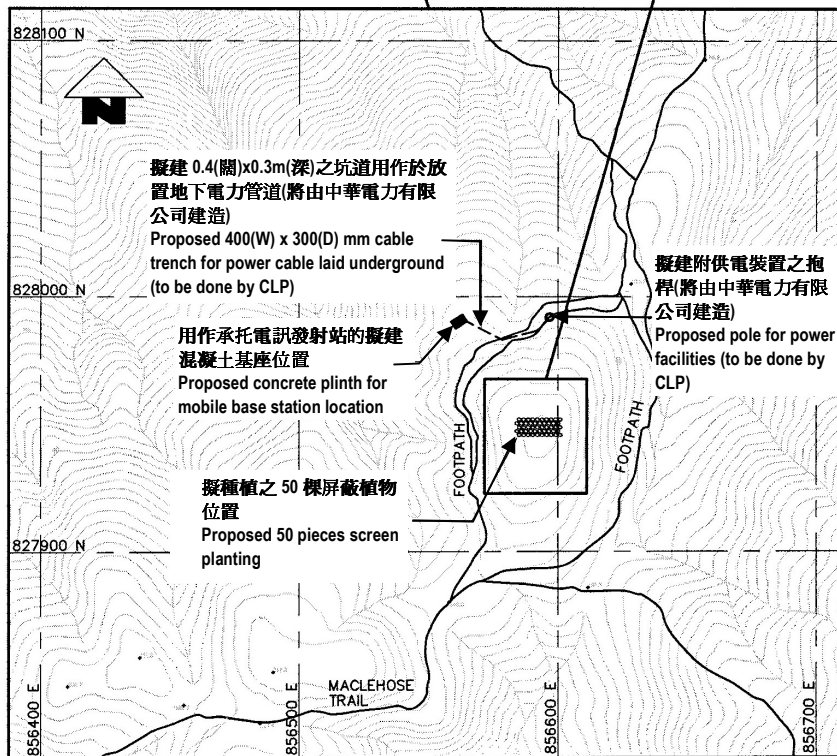 828100 N
N
擬建 0.4(闊)x0.3m(深)之坑道用作於放
置地下電力管道(將由中華電力有限
公司建造)
Proposed 400(W) x 300(D) mm cable
trench for power cable laid underground
(to be done by CLP)
擬建附供電裝置之抱
桿(將由中華電力有限
公司建造)
Proposed pole for power
facilities (to be done by
CLP)
828000 N
用作承托電訊發射站的擬建
混凝土基座位置
Proposed concrete plinth for
mobile base station location
FOOTPATH
FOOTPATH
擬種植之 50 棵屏蔽植物
位置
Proposed 50 pieces screen
planting
827900 N
MACLEHOSE
TRAIL
856400 E
856500 E
856600 E
856700 E